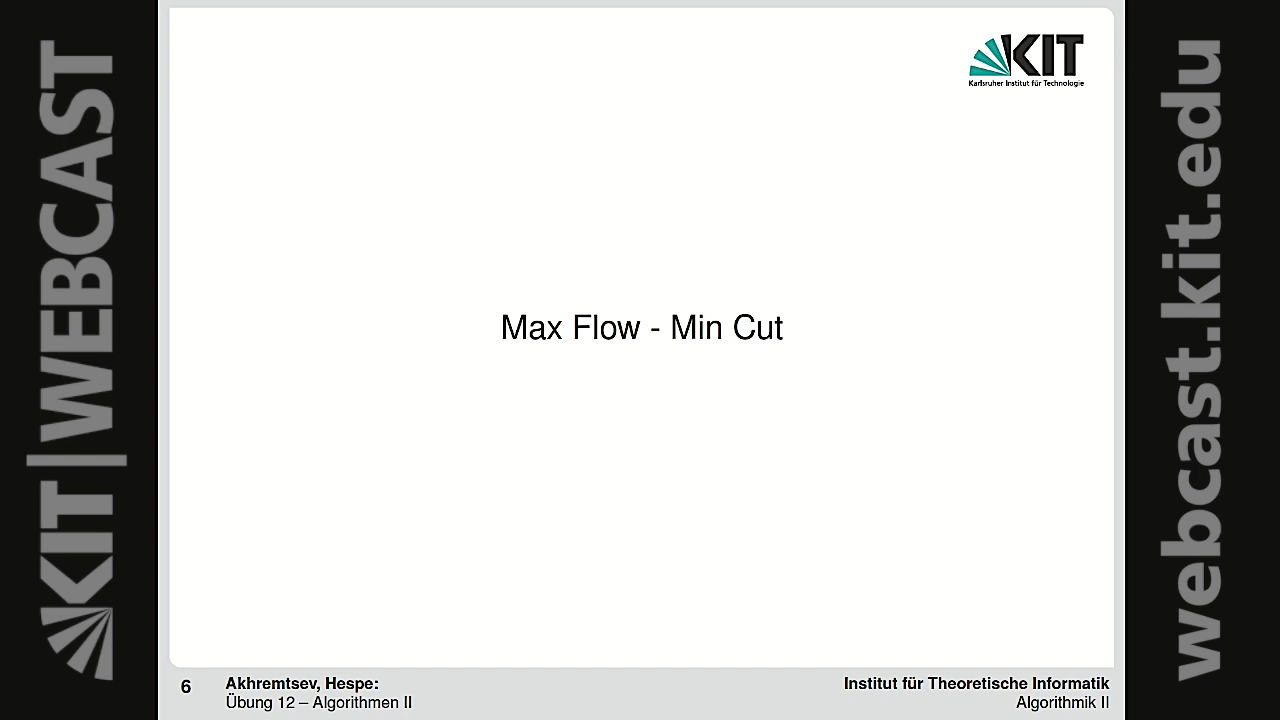 KIT|WEBCAST
KIT
Karlsruher Institut für Technologie
Max Flow - Min Cut
6
Akhremtsev, Hespe:
Übung 12 – Algorithmen II
Institut für Theoretische Informatik
Algorithmik II
webcast.kit.edu